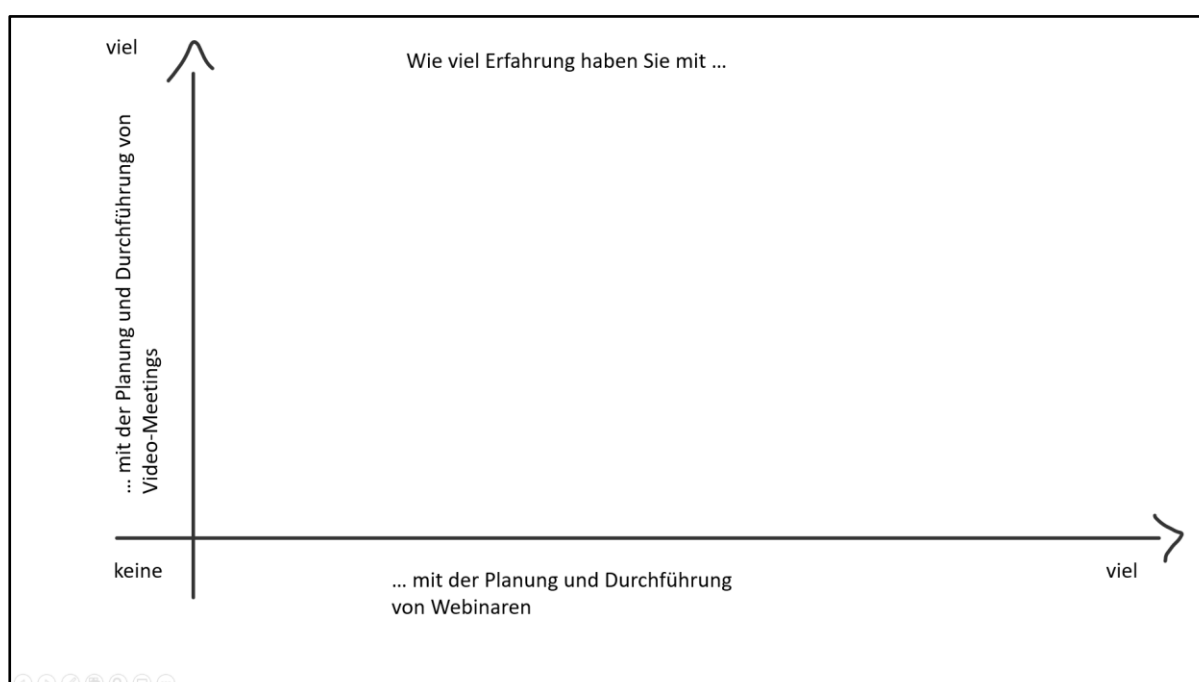 viel
Wie viel Erfahrung haben Sie mit ...
... mit der Planung und Durchführung von
Video-Meetings
keine
... mit der Planung und Durchführung
von Webinaren
viel